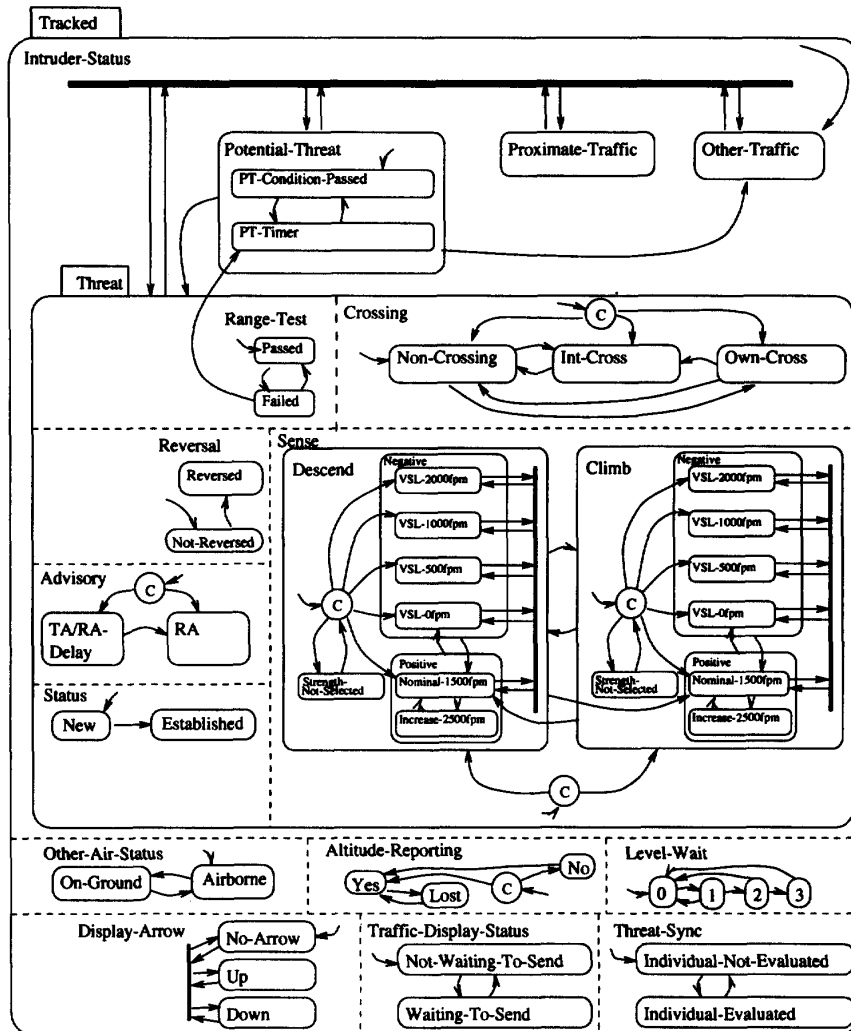 Tracked
Intruder-Status
Potential-Threat
PT-Condition-Passed
PT-Timer
Proximate-Traffic
Other-Traffic
Threat
Range-Test
Passed
Failed
Crossing
C
Non-Crossing
Int-Cross
Own-Cross
Reversal
Reversed
Not-Reversed
Advisory
C
TA/RA-
Delay
RA
Status
New
Established
Sense
Descend
Negative
VSL-2000fpm
VSL-1000fpm
VSL-500fpm
VSL-0fpm
C
Strength-
Not-Selected
Positive
Nominal-1500fpm
Increase-2500fpm
Climb
Negative
VSL-2000fpm
VSL-1000fpm
VSL-500fpm
VSL-0fpm
C
Strength-
Not-Selected
Positive
Nominal-1500fpm
Increase-2500fpm
C
Other-Air-Status
On-Ground
Airborne
Altitude-Reporting
Yes
Lost
C
No
Level-Wait
0
1
2
3
Display-Arrow
No-Arrow
Up
Down
Traffic-Display-Status
Not-Waiting-To-Send
Waiting-To-Send
Threat-Sync
Individual-Not-Evaluated
Individual-Evaluated